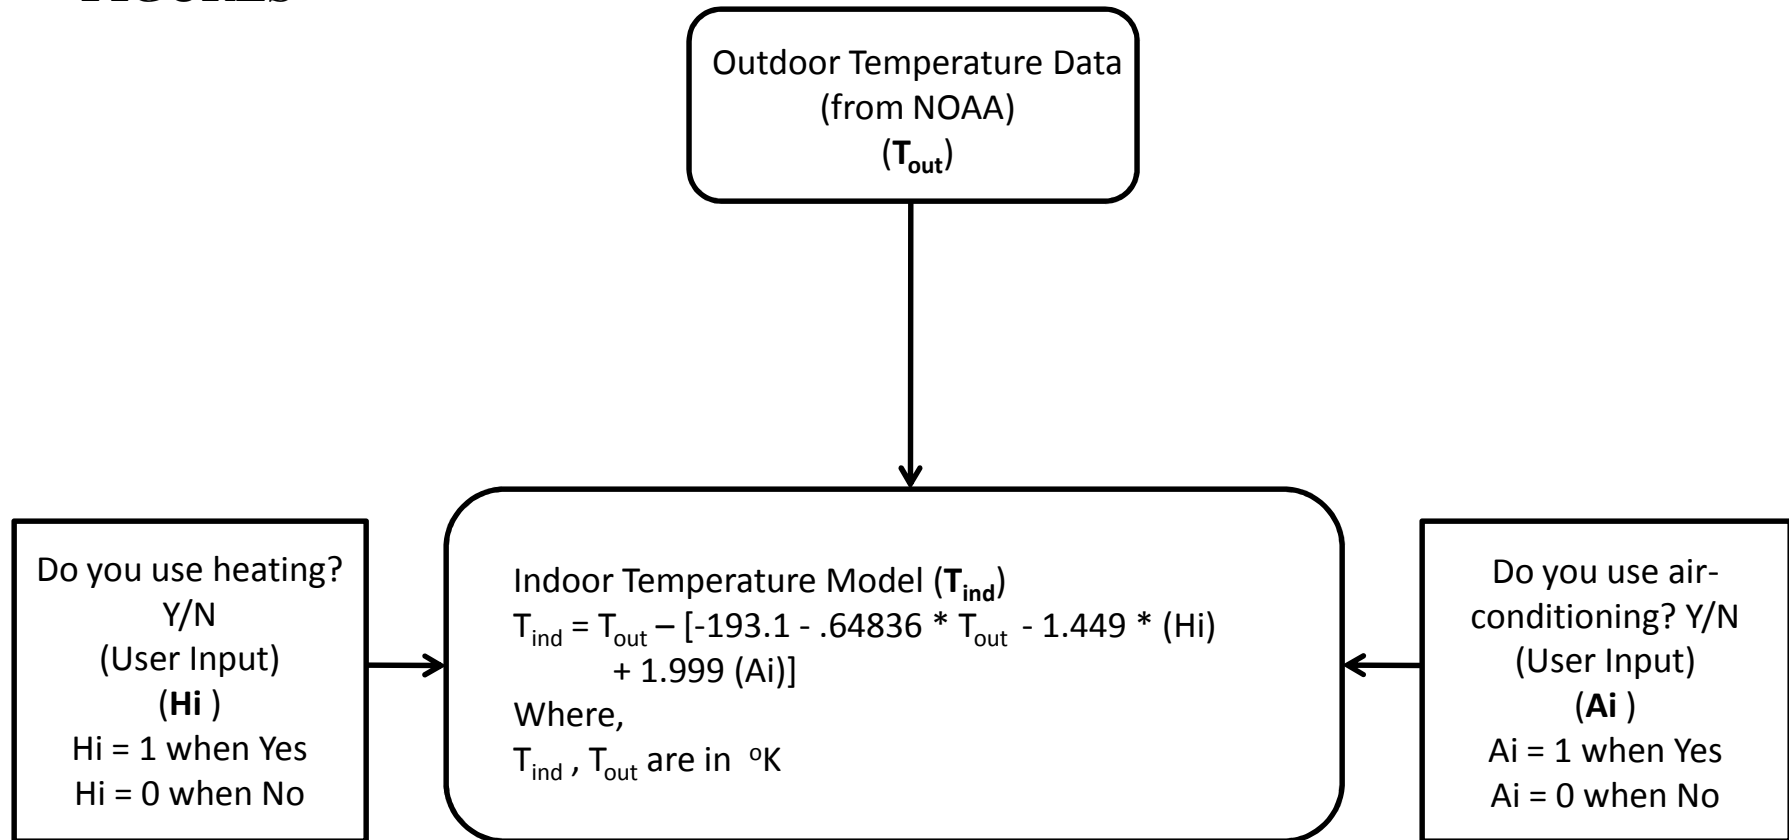 FIGURES
Outdoor Temperature Data
(from NOAA)
(Tout)
Do you use heating?
Y/N
(User Input)
(Hi )
Hi = 1 when Yes
Hi = 0 when No
Indoor Temperature Model (Tind)
Tind = Tout – [-193.1 - .64836 * Tout - 1.449 * (Hi)
+ 1.999 (Ai)]
Where,
Tind , Tout are in oK
Do you use air-
conditioning? Y/N
(User Input)
(Ai )
Ai = 1 when Yes
Ai = 0 when No